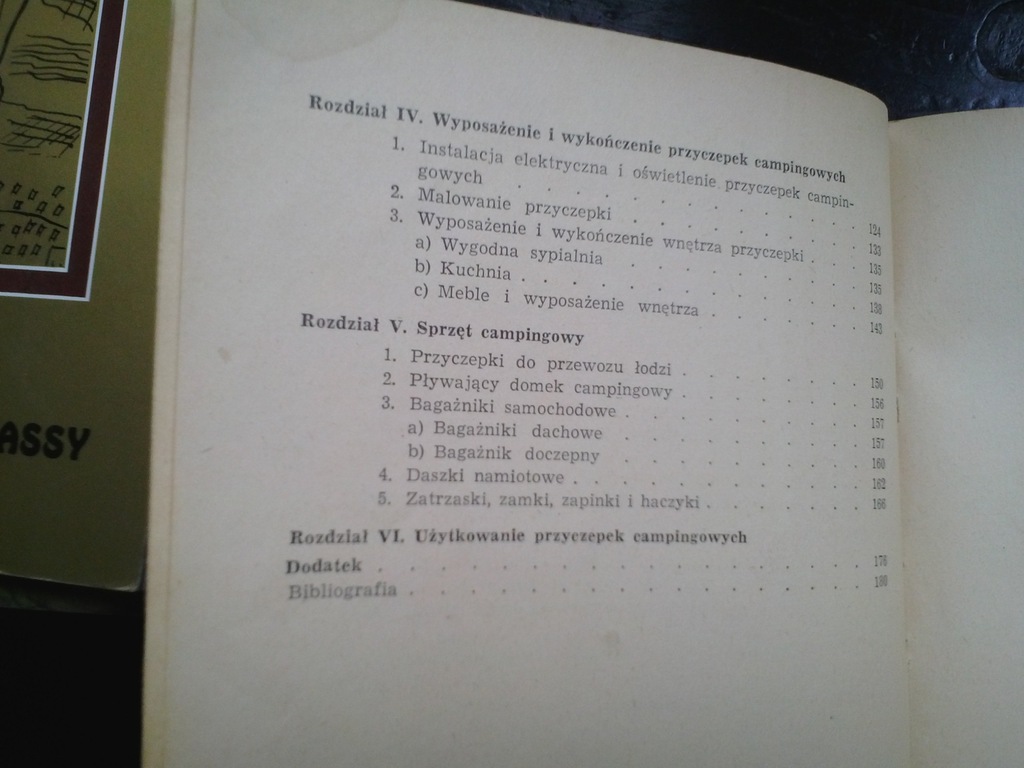 Rozdział IV. Wyposażenie i wykończenie przyczepek campingowych
1. Instalacja elektryczna i oświetlenie przyczepek campin-
gowych . . . . . . . . . . . . 124
2. Malowanie przyczepki . . . . . . . . 133
3. Wyposażenie i wykończenie wnętrza przyczepki . . . 135
a) Wygodna sypialnia . . . . . . . . 135
b) Kuchnia . . . . . . . . . . . 138
c) Meble i wyposażenie wnętrza . . . . . . 143
Rozdział V. Sprzęt campingowy
1. Przyczepki do przewozu łodzi . . . . . . . 150
2. Pływający domek campingowy . . . . . . . 156
3. Bagażniki samochodowe . . . . . . . . . 157
a) Bagażniki dachowe . . . . . . . . . 157
b) Bagażnik doczepny . . . . . . . . . 160
4. Daszki namiotowe . . . . . . . . . . . 162
5. Zatrzaski, zamki, zapinki i haczyki . . . . . . . 166
Rozdział VI. Użytkowanie przyczepek campingowych
Dodatek . . . . . . . . . . . . . . . . . 176
Bibliografia . . . . . . . . . . . . . . . . 180
ASSY